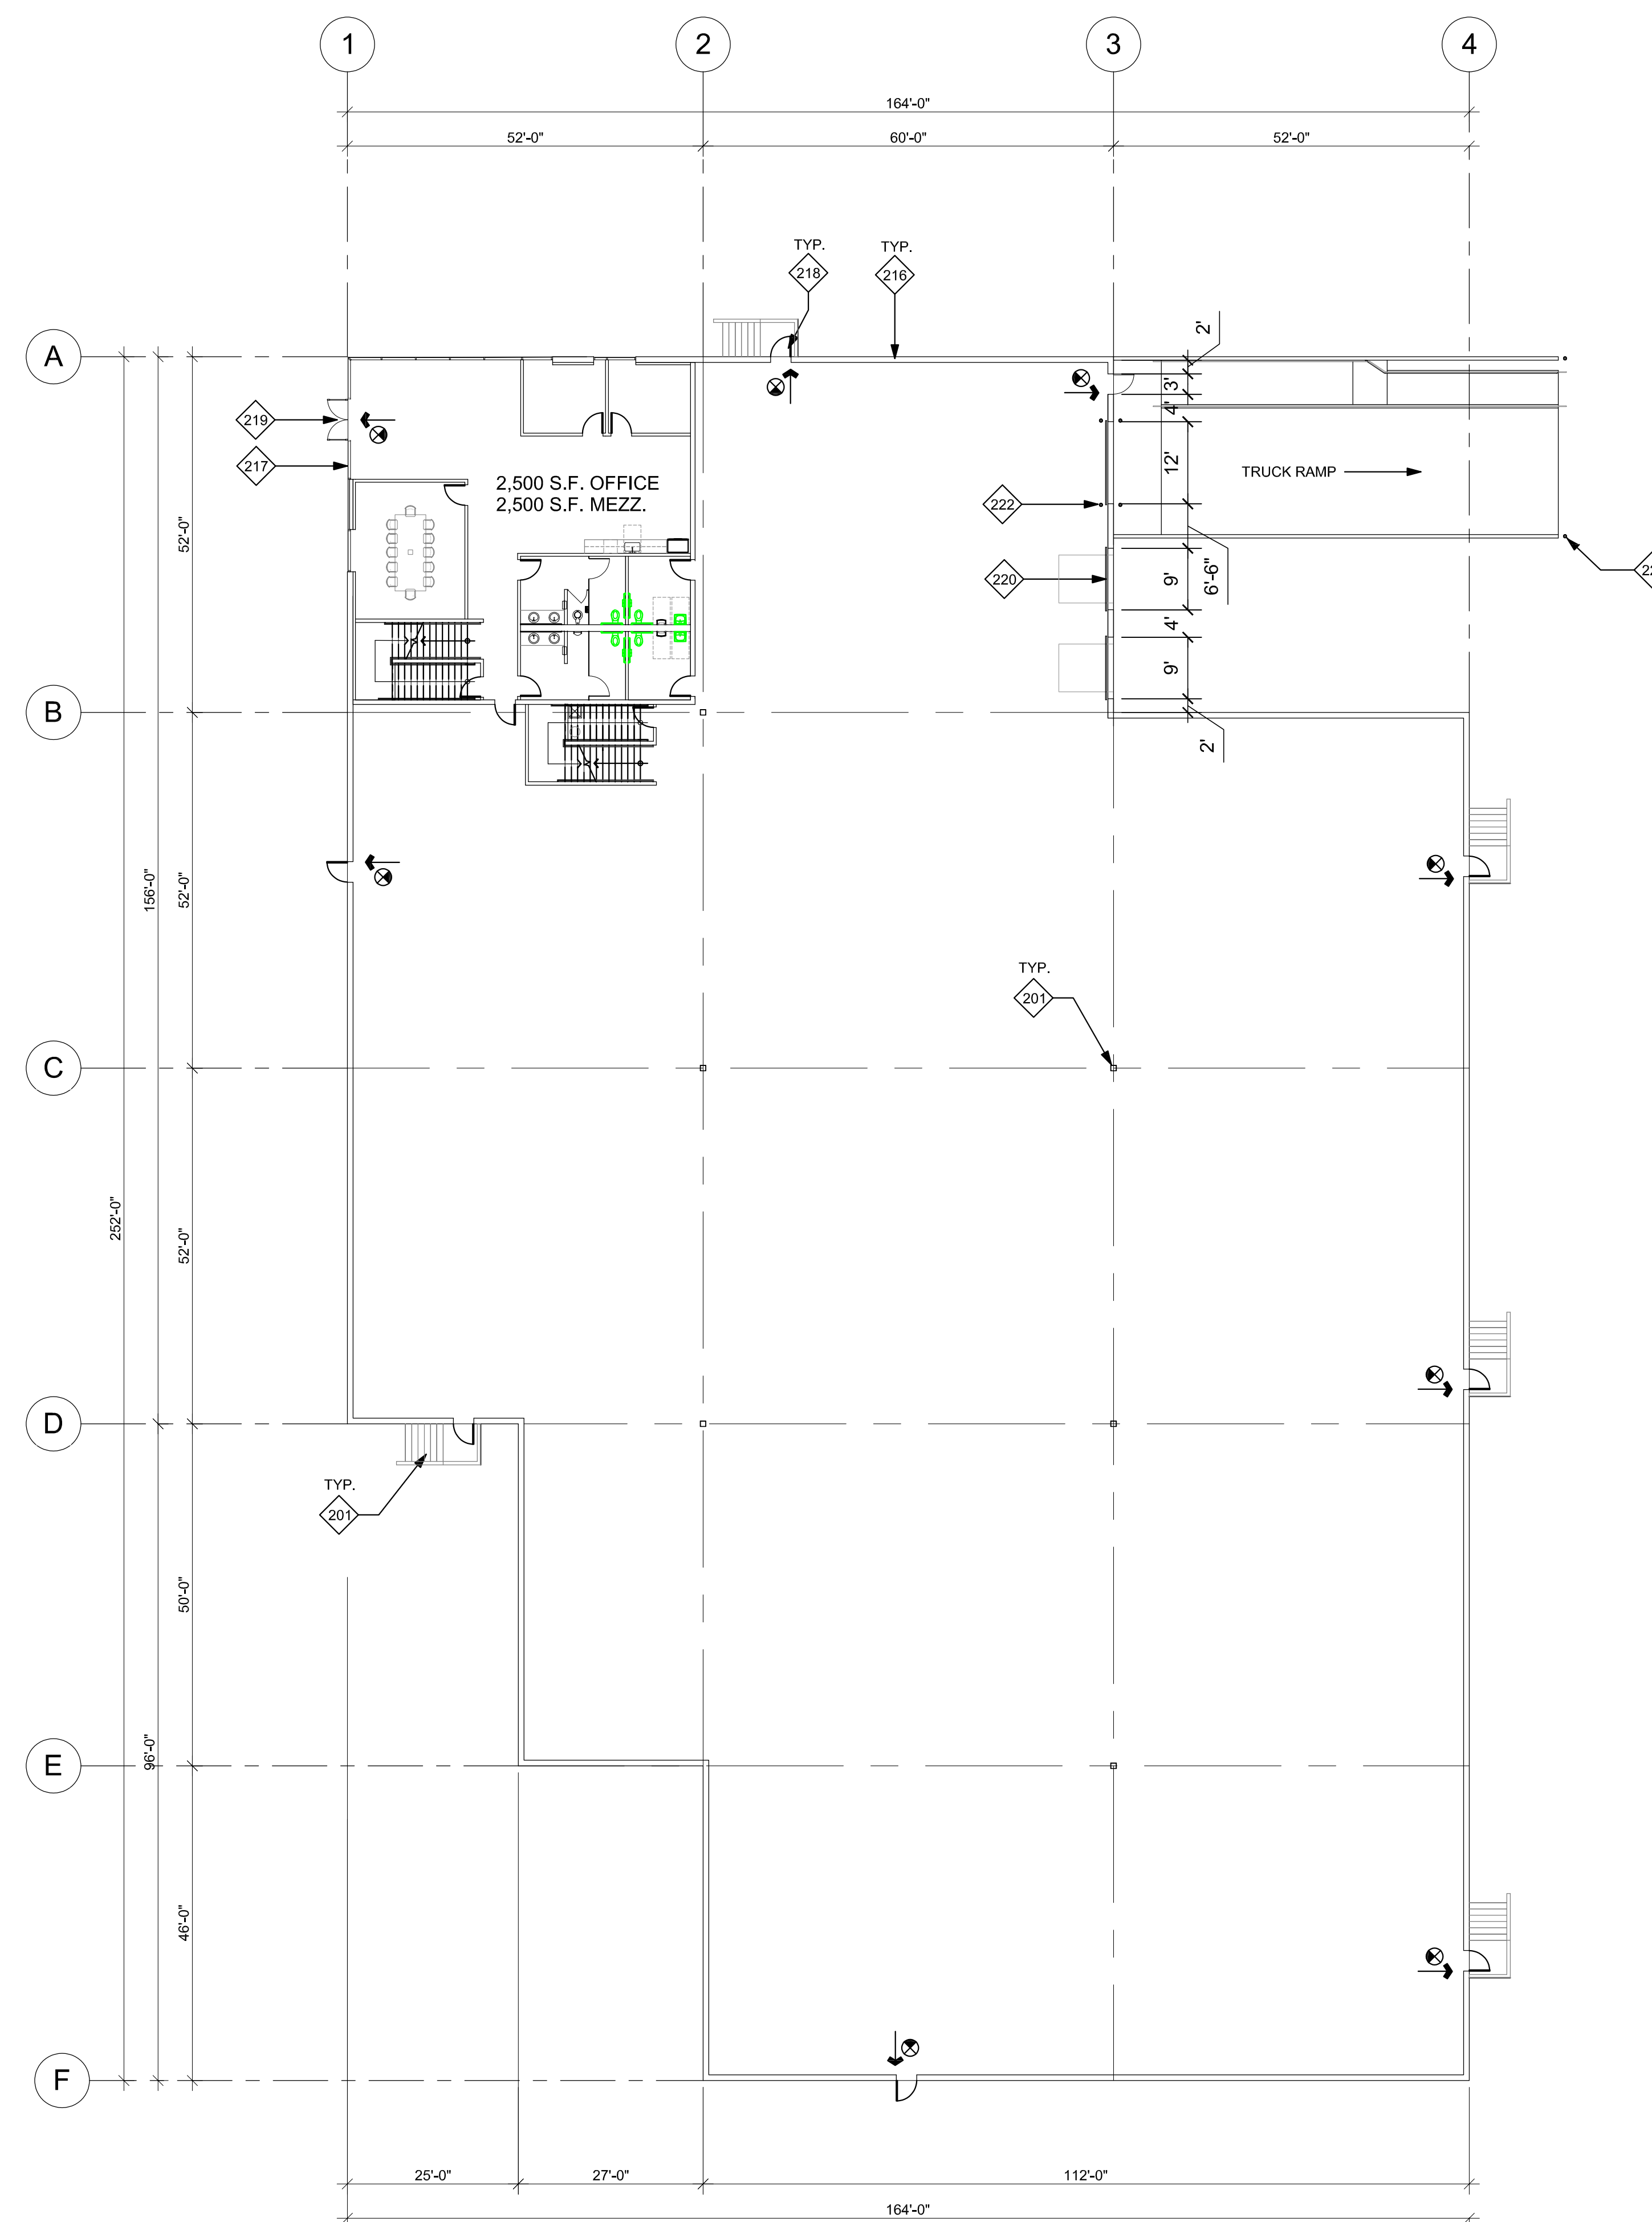 1
2
3
4
164'-0"
52'-0"
60'-0"
52'-0"
TYP.
218
TYP.
216
A
2'
3'
4'
12'
6'-6"
9'
4'
9'
2'
219
217
2,500 S.F. OFFICE
2,500 S.F. MEZZ.
TRUCK RAMP
222
220
52'-0"
B
156'-0"
52'-0"
TYP.
201
C
252'-0"
52'-0"
D
TYP.
201
50'-0"
96'-0"
E
46'-0"
F
25'-0"
27'-0"
112'-0"
164'-0"